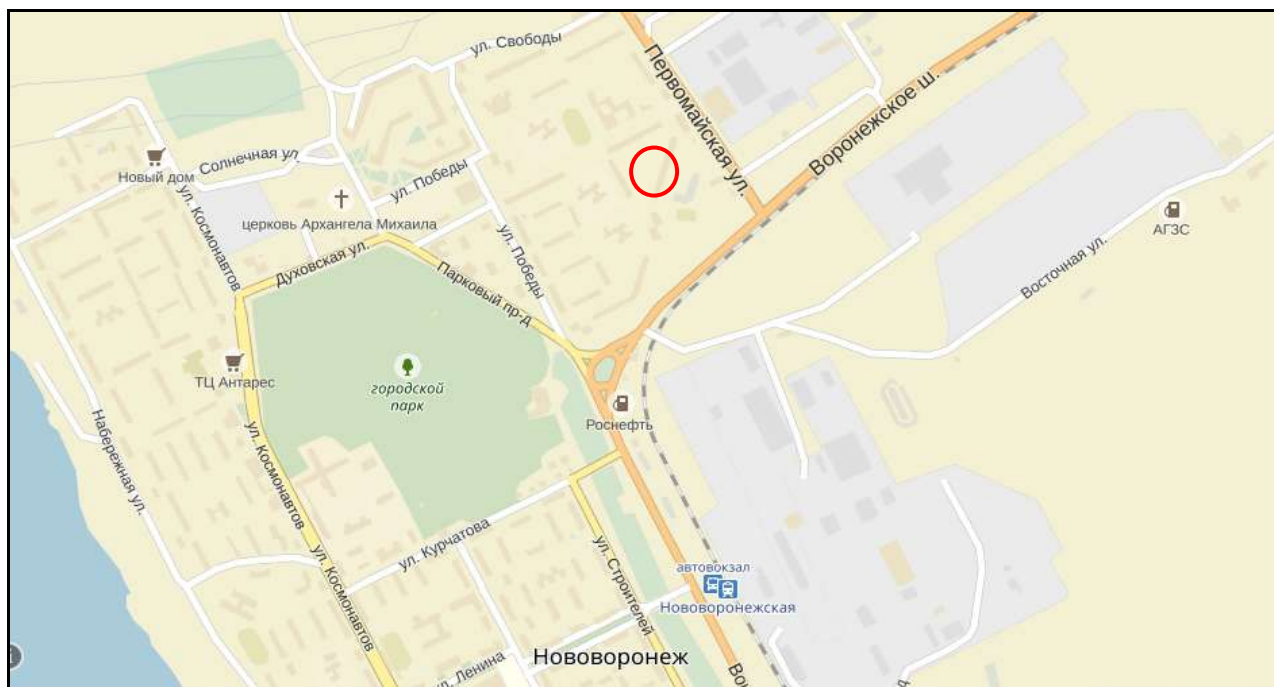 ул. Свободы
Первомайская ул.
Воронежское ш.
Новый дом
Солнечная ул.
ул. Победы
церковь Архангела Михаила
ул. Космонавтов
АГЗС
Духовская ул.
Парковый пр-д
ул. Победы
Восточная ул.
ТЦ Антарес
городской
парк
Роснефть
Набережная ул.
ул. Космонавтов
ул. Курчатова
ул. Космонавтов
ул. Строителей
автовокзал
Нововоронежская
Нововоронеж
ул. Ленина